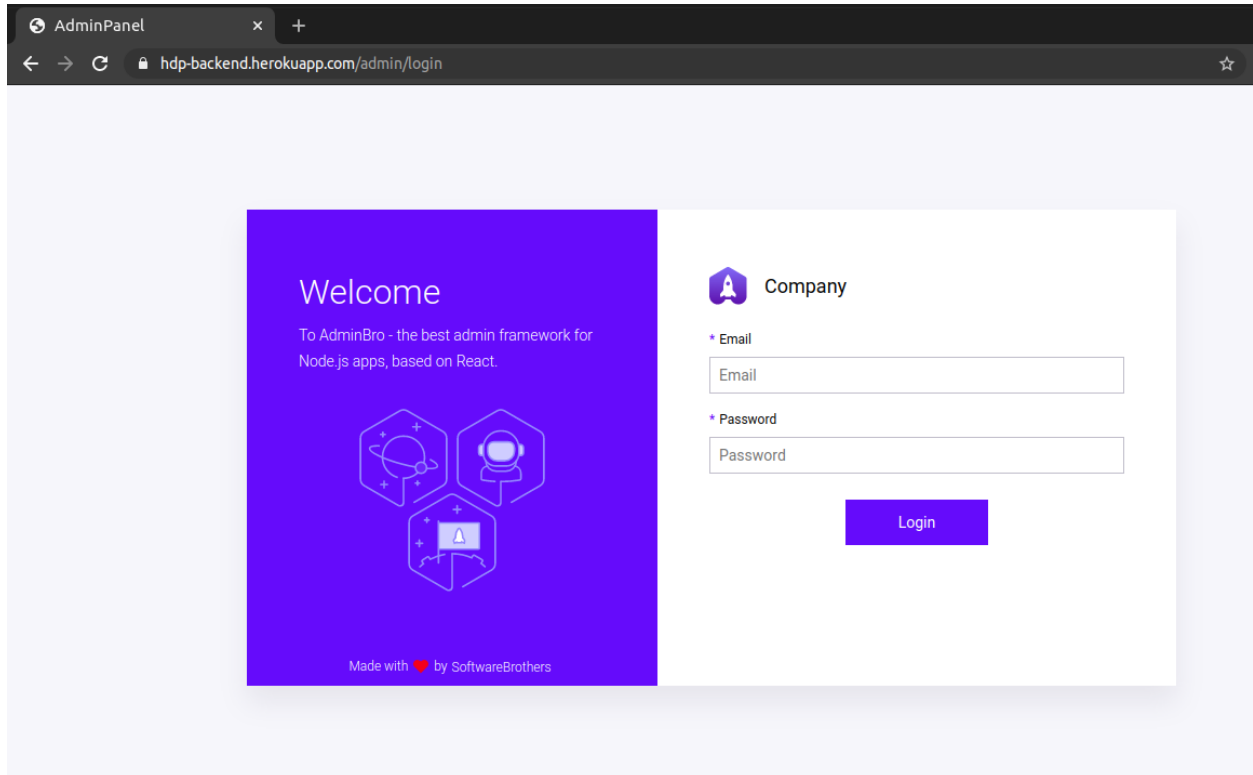 AdminPanel
hdp-backend.herokuapp.com/admin/login
Welcome
To AdminBro - the best admin framework for
Node.js apps, based on React.
Made with ❤ by SoftwareBrothers
Company
* Email
Email
* Password
Password
Login